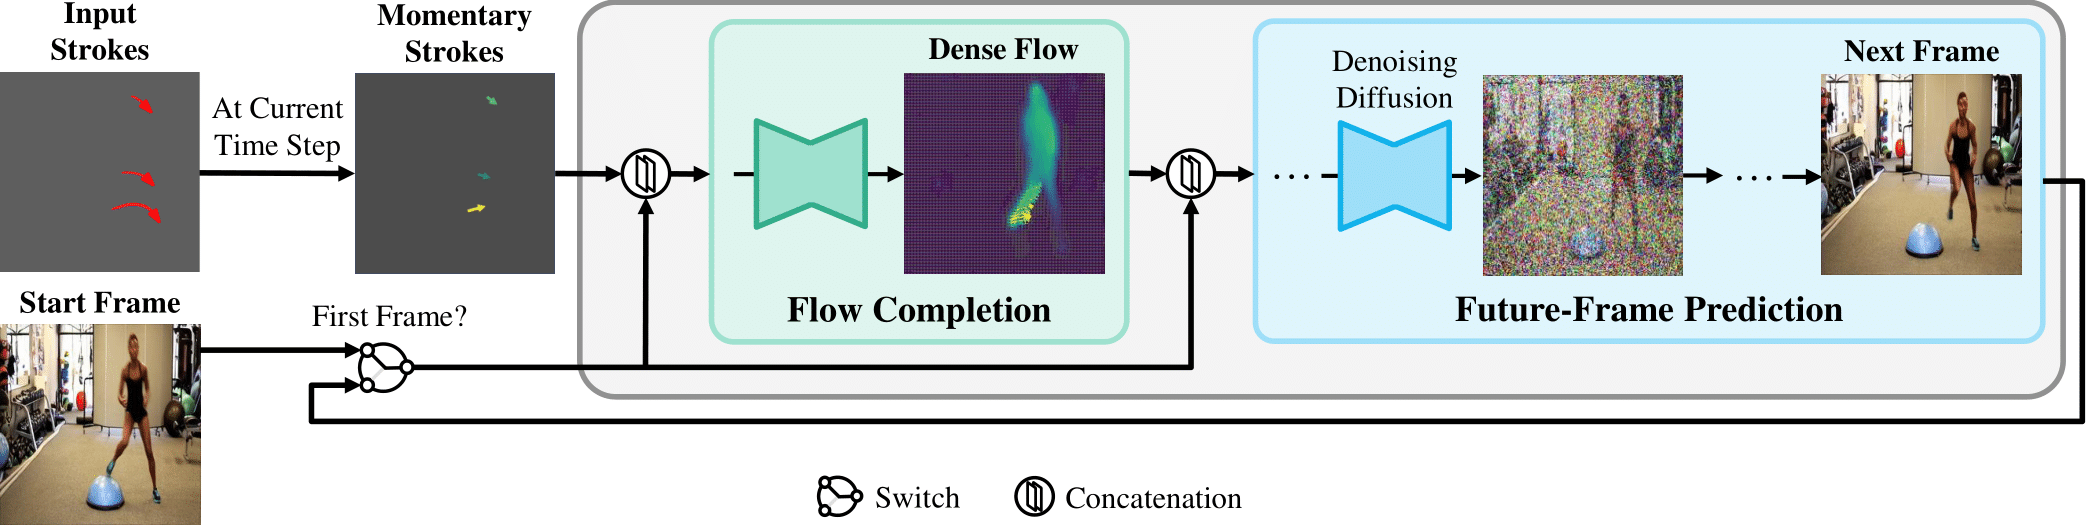 Input
Strokes
Momentary
Strokes
At Current
Time Step
Dense Flow
Flow Completion
Denoising
Diffusion
Next Frame
Future-Frame Prediction
Start Frame
First Frame?
Switch
Concatenation